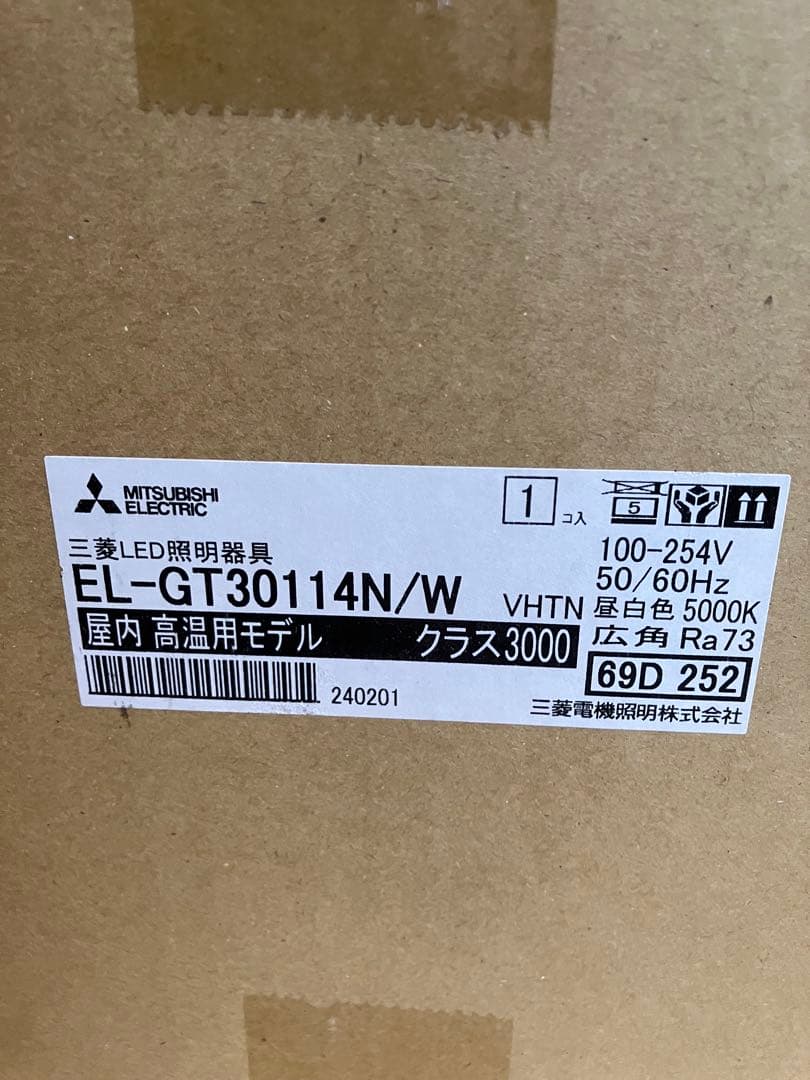 MITSUBISHI
ELECTRIC
1 コ入
5
三菱LED照明器具
EL-GT30114N/W VHTN
屋内 高温用モデル クラス3000
240201
100-254V
50/60Hz
昼白色 5000K
広角 Ra73
69D 252
三菱電機照明株式会社